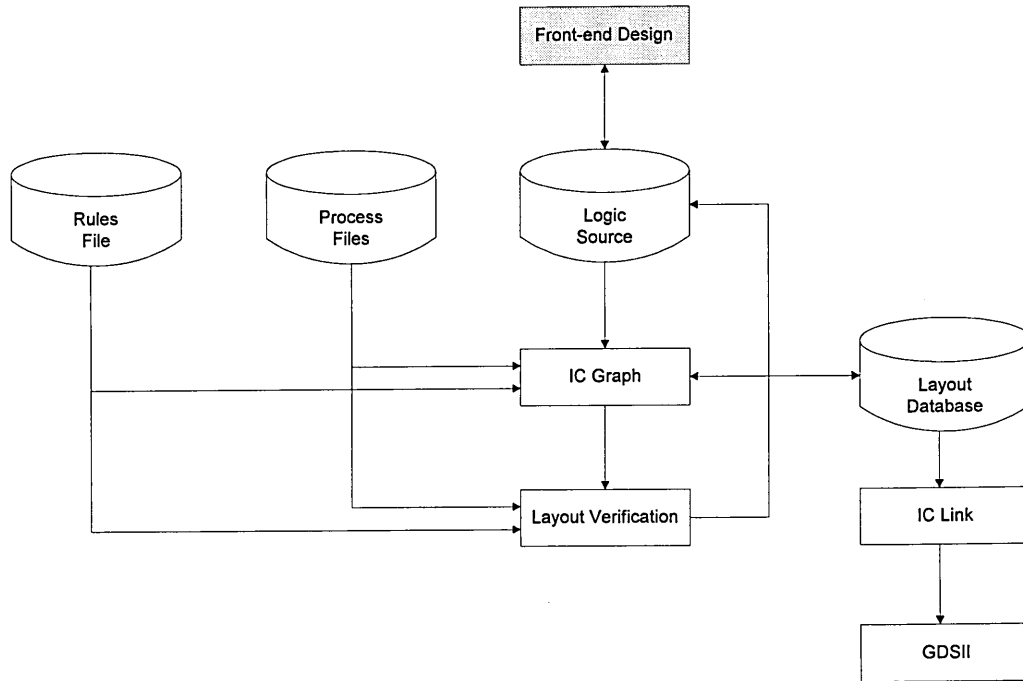 Front-end Design
Rules
File
Process
Files
Logic
Source
IC Graph
Layout
Database
Layout Verification
IC Link
GDSII